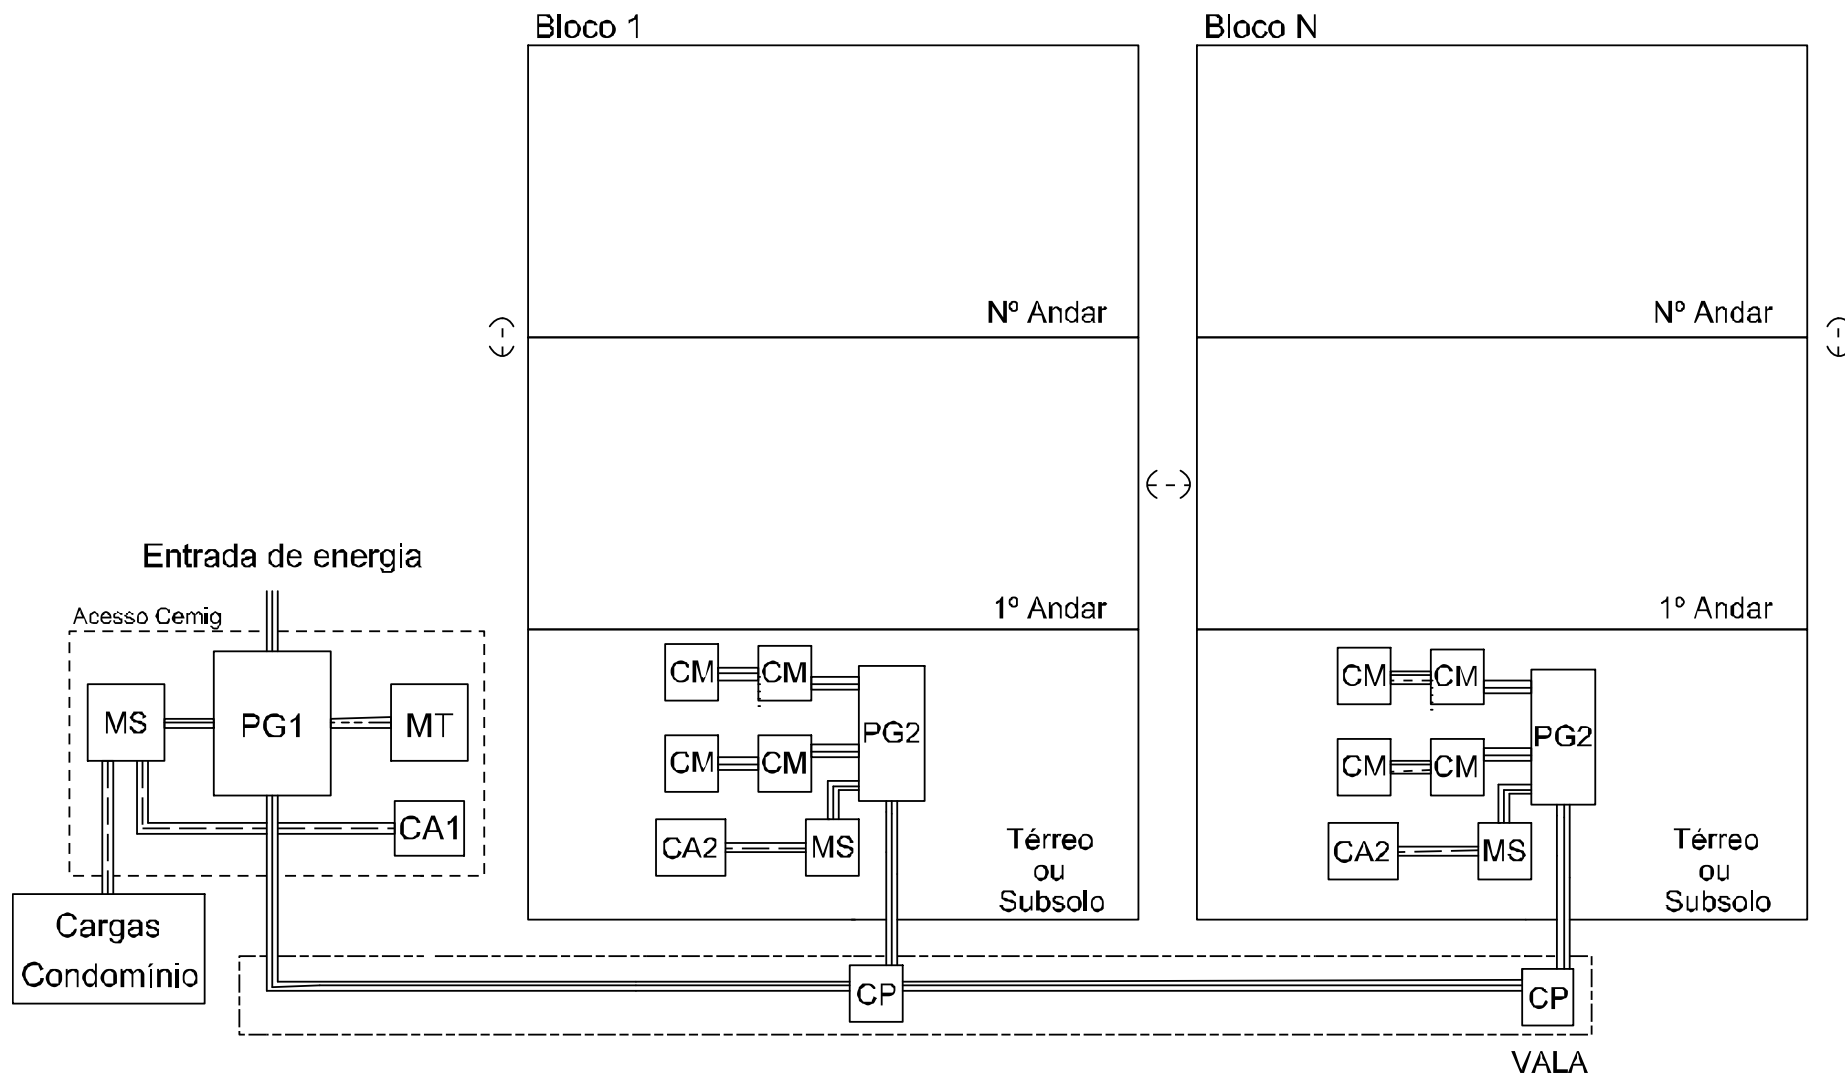 Bloco 1
Bloco N
Nº Andar
Nº Andar
1º Andar
1º Andar
Entrada de energia
Acesso Cemig
MS
PG1
MT
CA1
Cargas
Condomínio
CM
CM
PG2
CM
CM
CA2
MS
Térreo
ou
Subsolo
CM
CM
PG2
CM
CM
CA2
MS
Térreo
ou
Subsolo
CP
CP
VALA